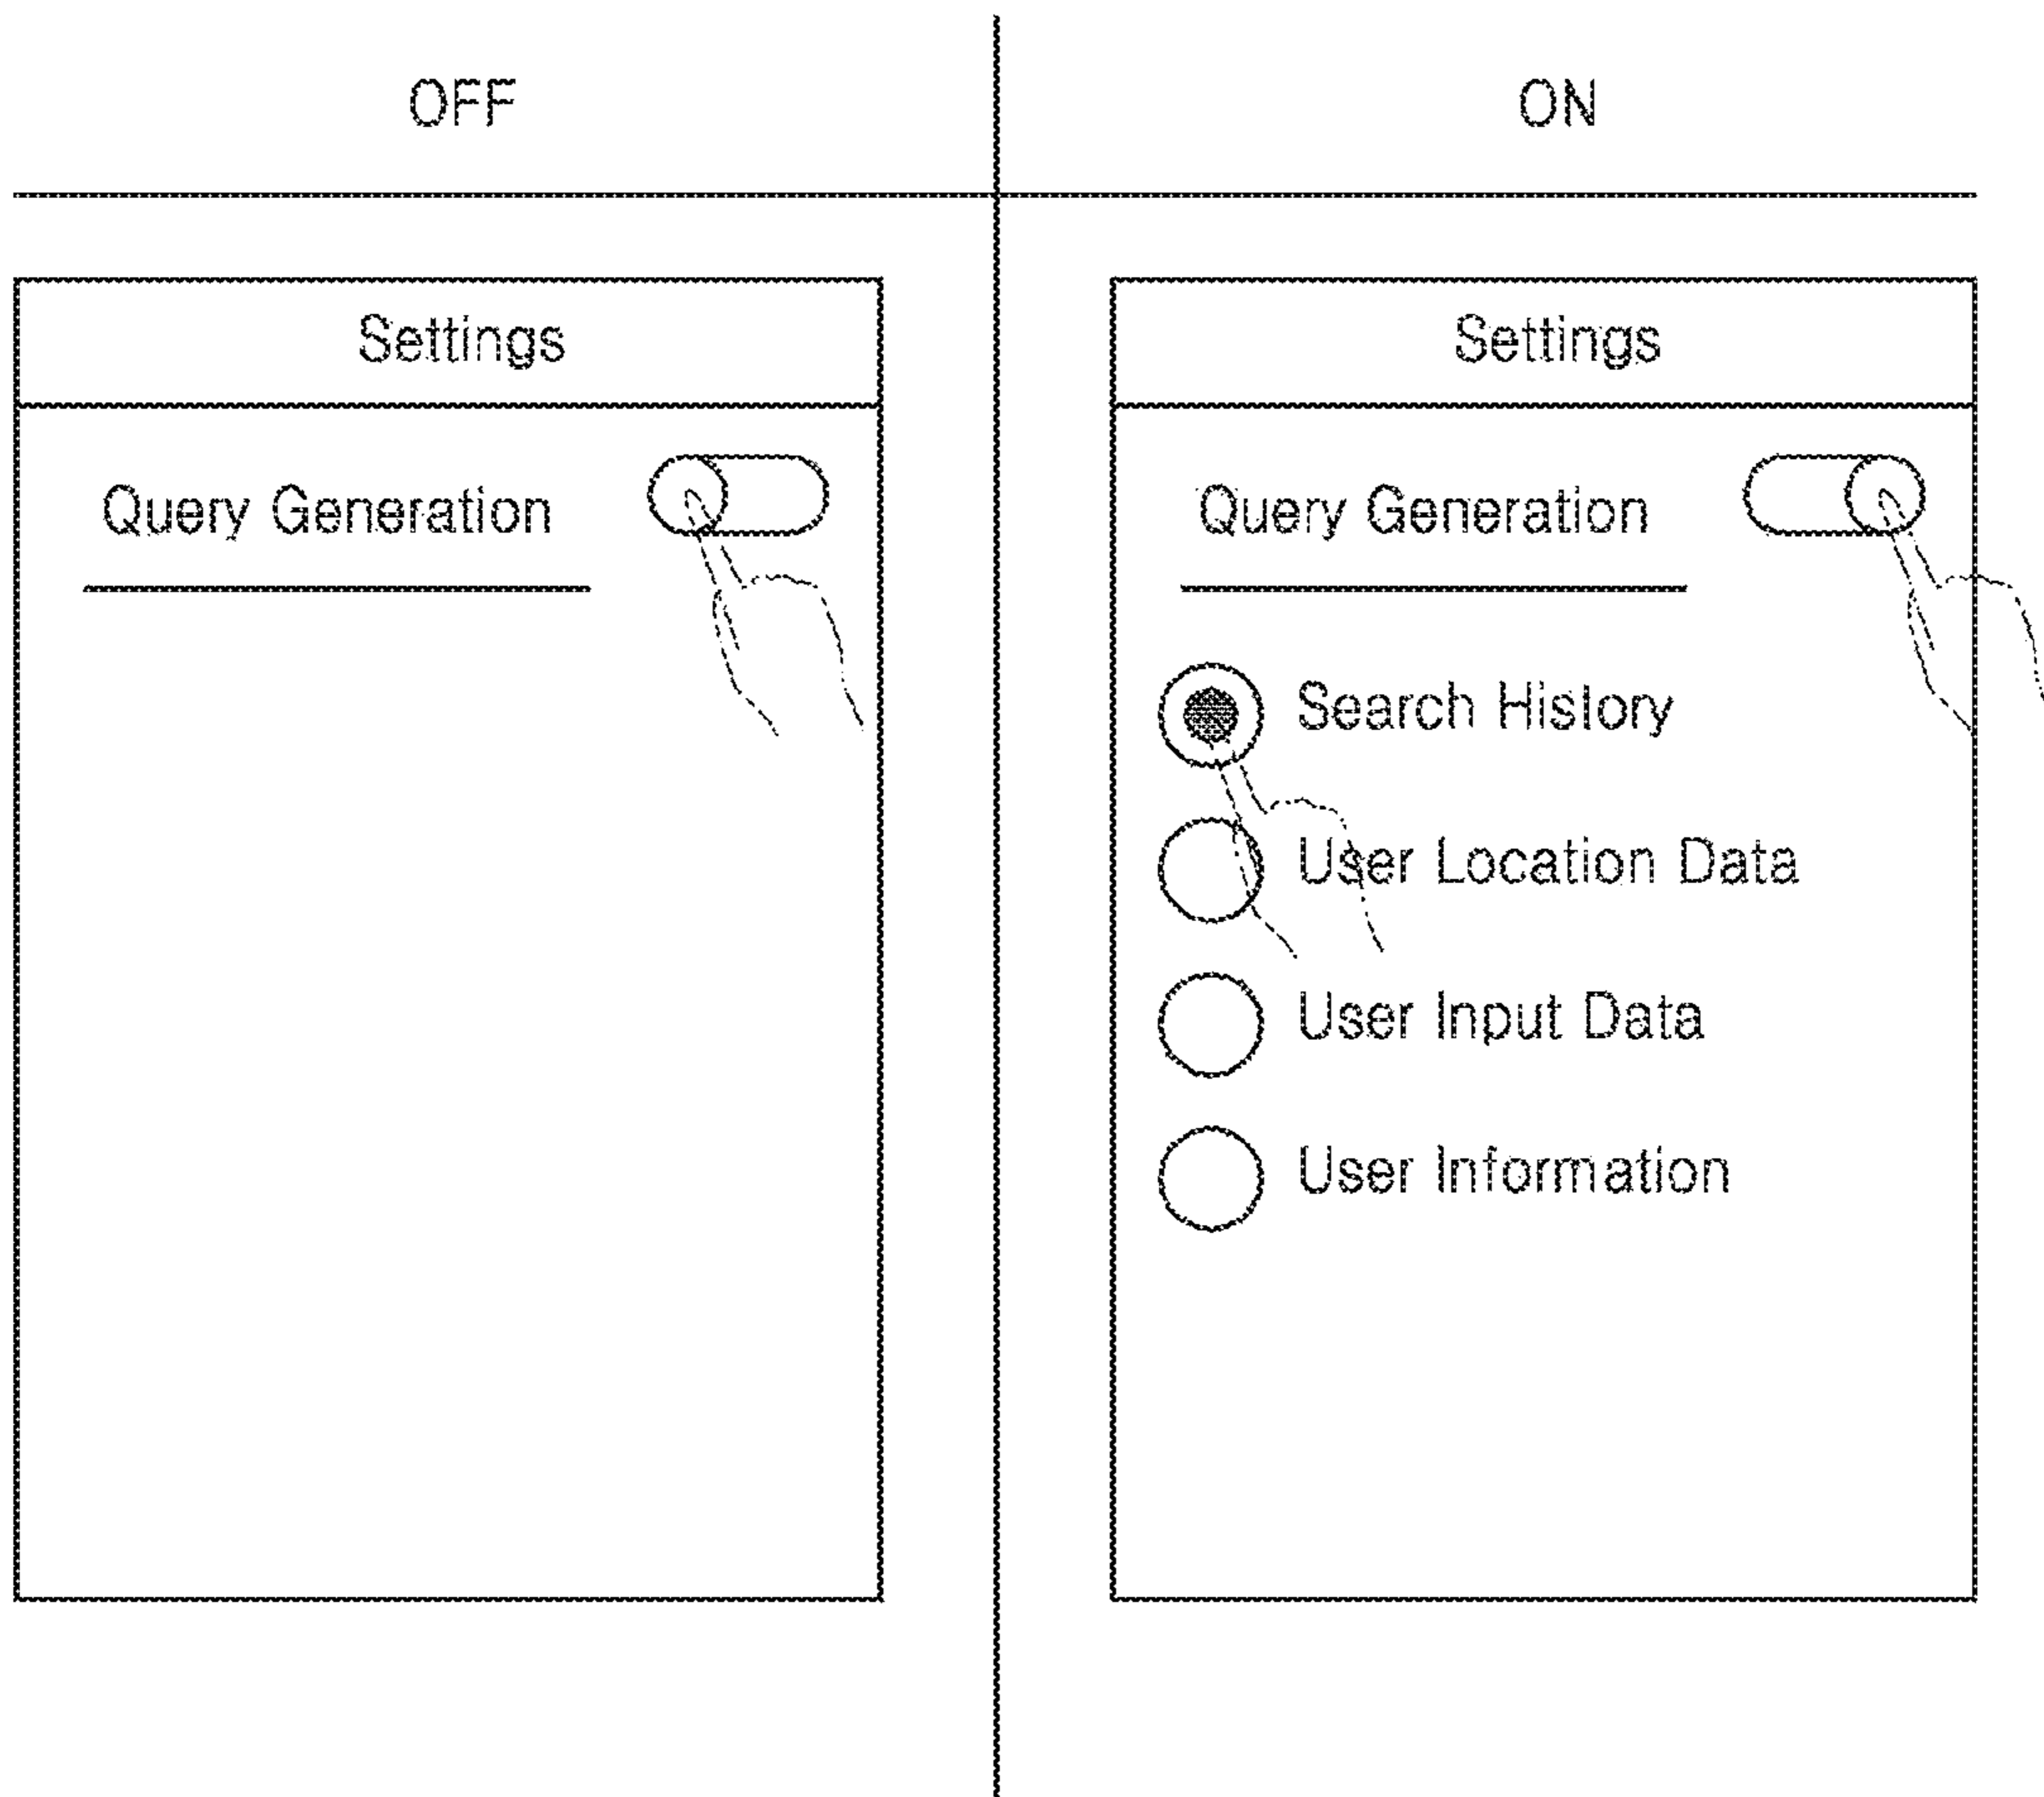 OFF
ON
Settings
Query Generation
Settings
Query Generation
Search History
User Location Data
User Input Data
User Information